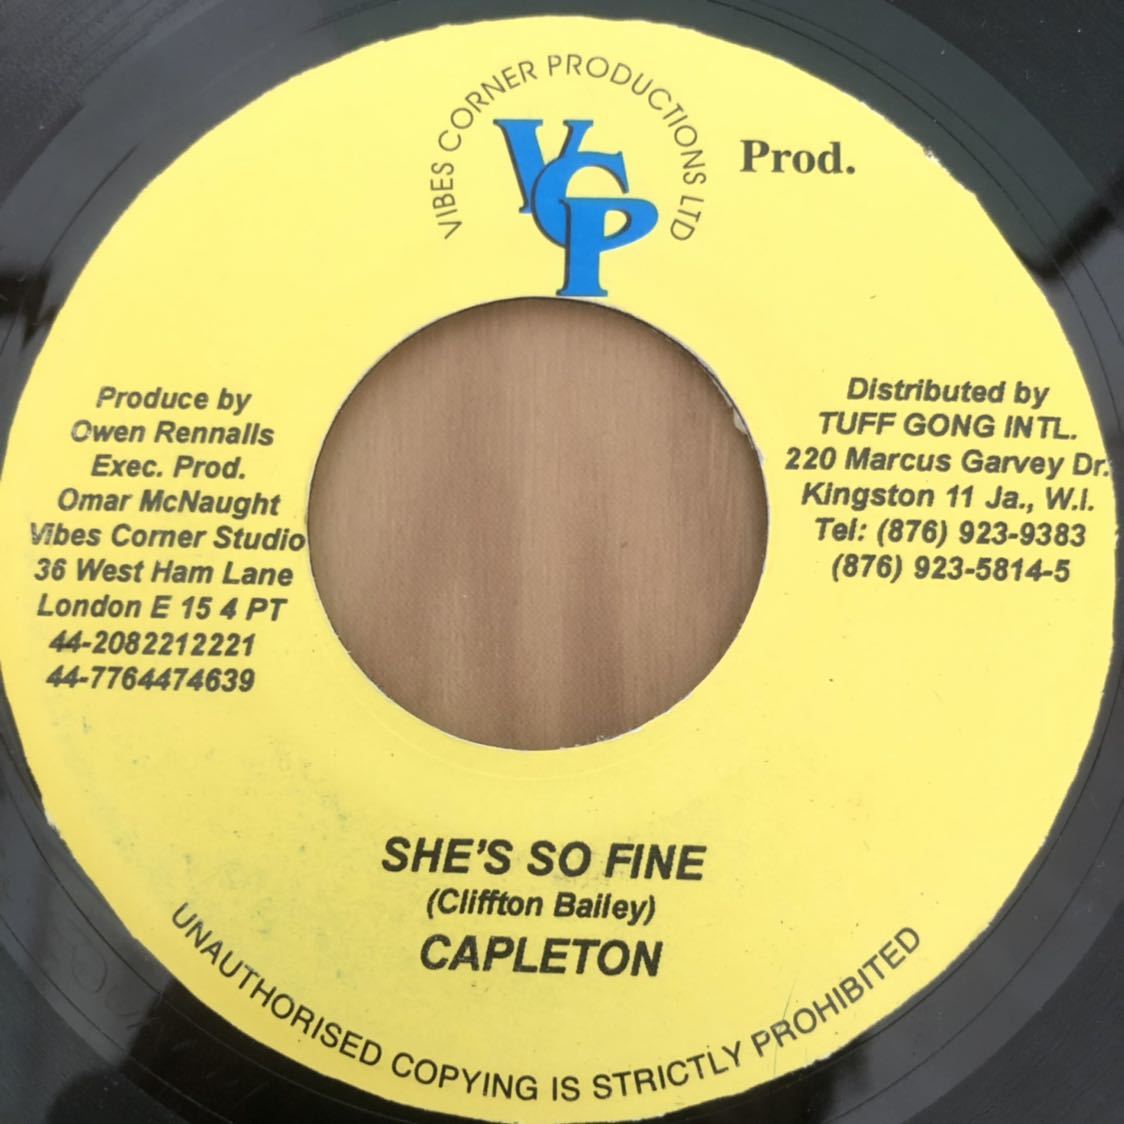 VIBES CORNER PRODUCTIONS LTD
VCP
Prod.
Produce by
Owen Rennalls
Exec. Prod.
Omar McNaught
Vibes Corner Studio
36 West Ham Lane
London E 15 4 PT
44-2082212221
44-7764474639
Distributed by
TUFF GONG INTL.
220 Marcus Garvey Dr.
Kingston 11 Ja., W.I.
Tel: (876) 923-9383
(876) 923-5814-5
SHE'S SO FINE
(Cliffton Bailey)
CAPLETON
UNAUTHORISED COPYING IS STRICTLY PROHIBITED